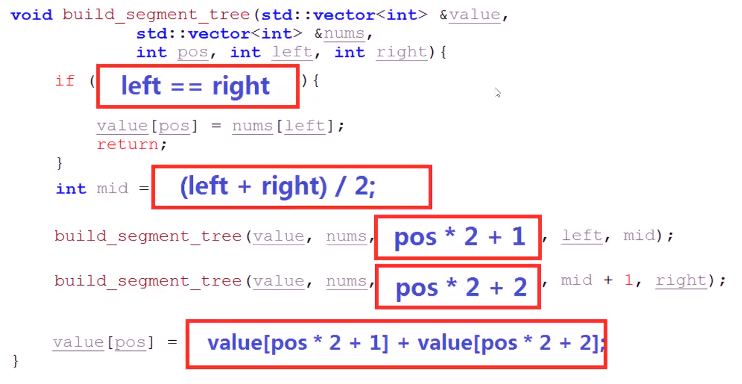 void build_segment_tree(std::vector<int> &value,
std::vector<int> &nums,
int pos, int left, int right){
if ( left == right ){
value[pos] = nums[left];
return;
}
int mid = (left + right) / 2;
build_segment_tree(value, nums, pos * 2 + 1 , left, mid);
build_segment_tree(value, nums, pos * 2 + 2 , mid + 1, right);
value[pos] = value[pos * 2 + 1] + value[pos * 2 + 2];
}